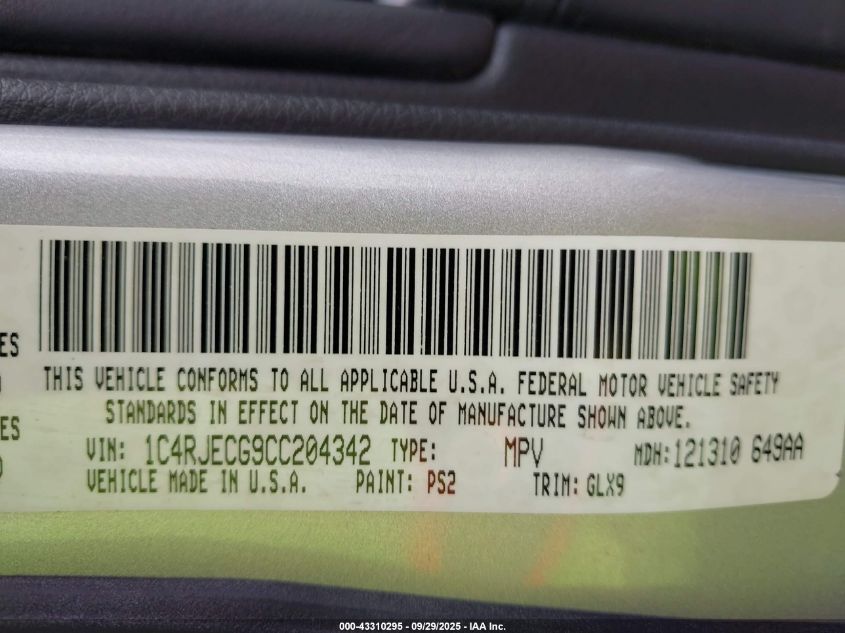 ES
THIS VEHICLE CONFORMS TO ALL APPLICABLE U.S.A. FEDERAL MOTOR VEHICLE SAFETY
STANDARDS IN EFFECT ON THE DATE OF MANUFACTURE SHOWN ABOVE.
ES
VIN: 1C4RJECG9CC204342 TYPE: MPV MDH:121310 649AA
VEHICLE MADE IN U.S.A. PAINT: PS2 TRIM: GLX9
000-43310295 - 09/29/2025 - IAA Inc.